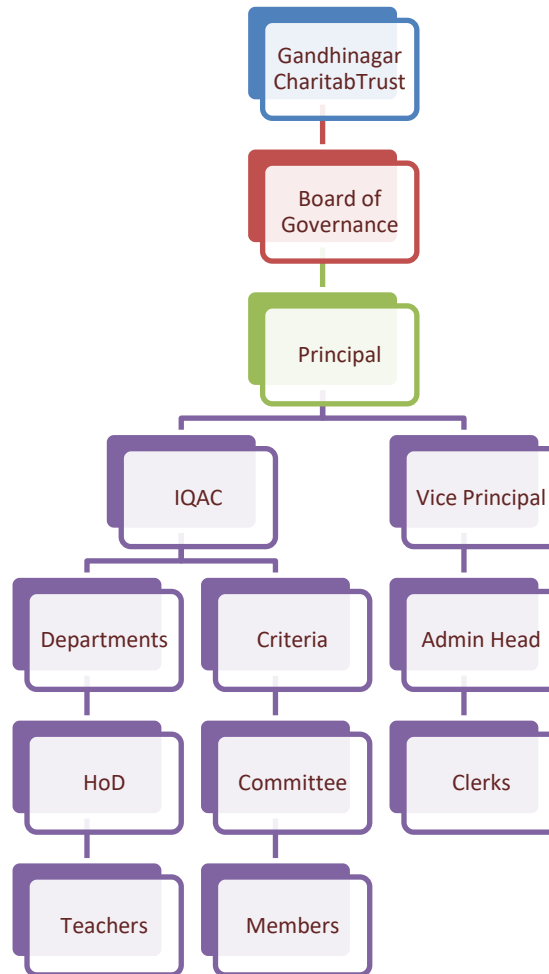 Gandhinagar
CharitabTrust
Board of
Governance
Principal
IQAC
Vice Principal
Departments
Criteria
Admin Head
HoD
Committee
Clerks
Teachers
Members